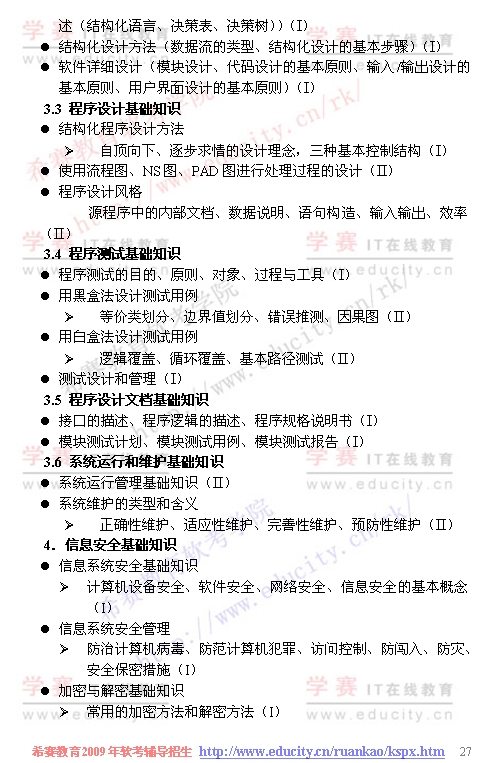 述（结构化语言、决策表、决策树））（I）
● 结构化设计方法（数据流的类型、结构化设计的基本步骤）（I）
● 软件详细设计（模块设计、代码设计的基本原则、输入/输出设计的
基本原则、用户界面设计的基本原则）（I）
3.3 程序设计基础知识
● 结构化程序设计方法
➢ 自顶向下、逐步求情的设计理念，三种基本控制结构（I）
● 使用流程图、NS图、PAD图进行处理过程的设计（II）
● 程序设计风格
源程序中的内部文档、数据说明、语句构造、输入输出、效率
（II）
3.4 程序测试基础知识
● 程序测试的目的、原则、对象、过程与工具（I）
● 用黑盒法设计测试用例
➢ 等价类划分、边界值划分、错误推测、因果图（II）
● 用白盒法设计测试用例
➢ 逻辑覆盖、循环覆盖、基本路径测试（II）
● 测试设计和管理（I）
3.5 程序设计文档基础知识
● 接口的描述、程序逻辑的描述、程序规格说明书（I）
● 模块测试计划、模块测试用例、模块测试报告（I）
3.6 系统运行和维护基础知识
● 系统运行管理基础知识（II）
● 系统维护的类型和含义
➢ 正确性维护、适应性维护、完善性维护、预防性维护（II）
4．信息安全基础知识
● 信息系统安全基础知识
➢ 计算机设备安全、软件安全、网络安全、信息安全的基本概念
（I）
● 信息系统安全管理
➢ 防治计算机病毒、防范计算机犯罪、访问控制、防闯入、防灾、
安全保密措施（I）
● 加密与解密基础知识
➢ 常用的加密方法和解密方法（I）
希赛教育2009年软考辅导招生 http://www.educity.cn/ruankao/kspx.htm 27
学赛 IT在线教育
www.educity.cn
希赛教育软考学院
http://www.educity.cn/rk/